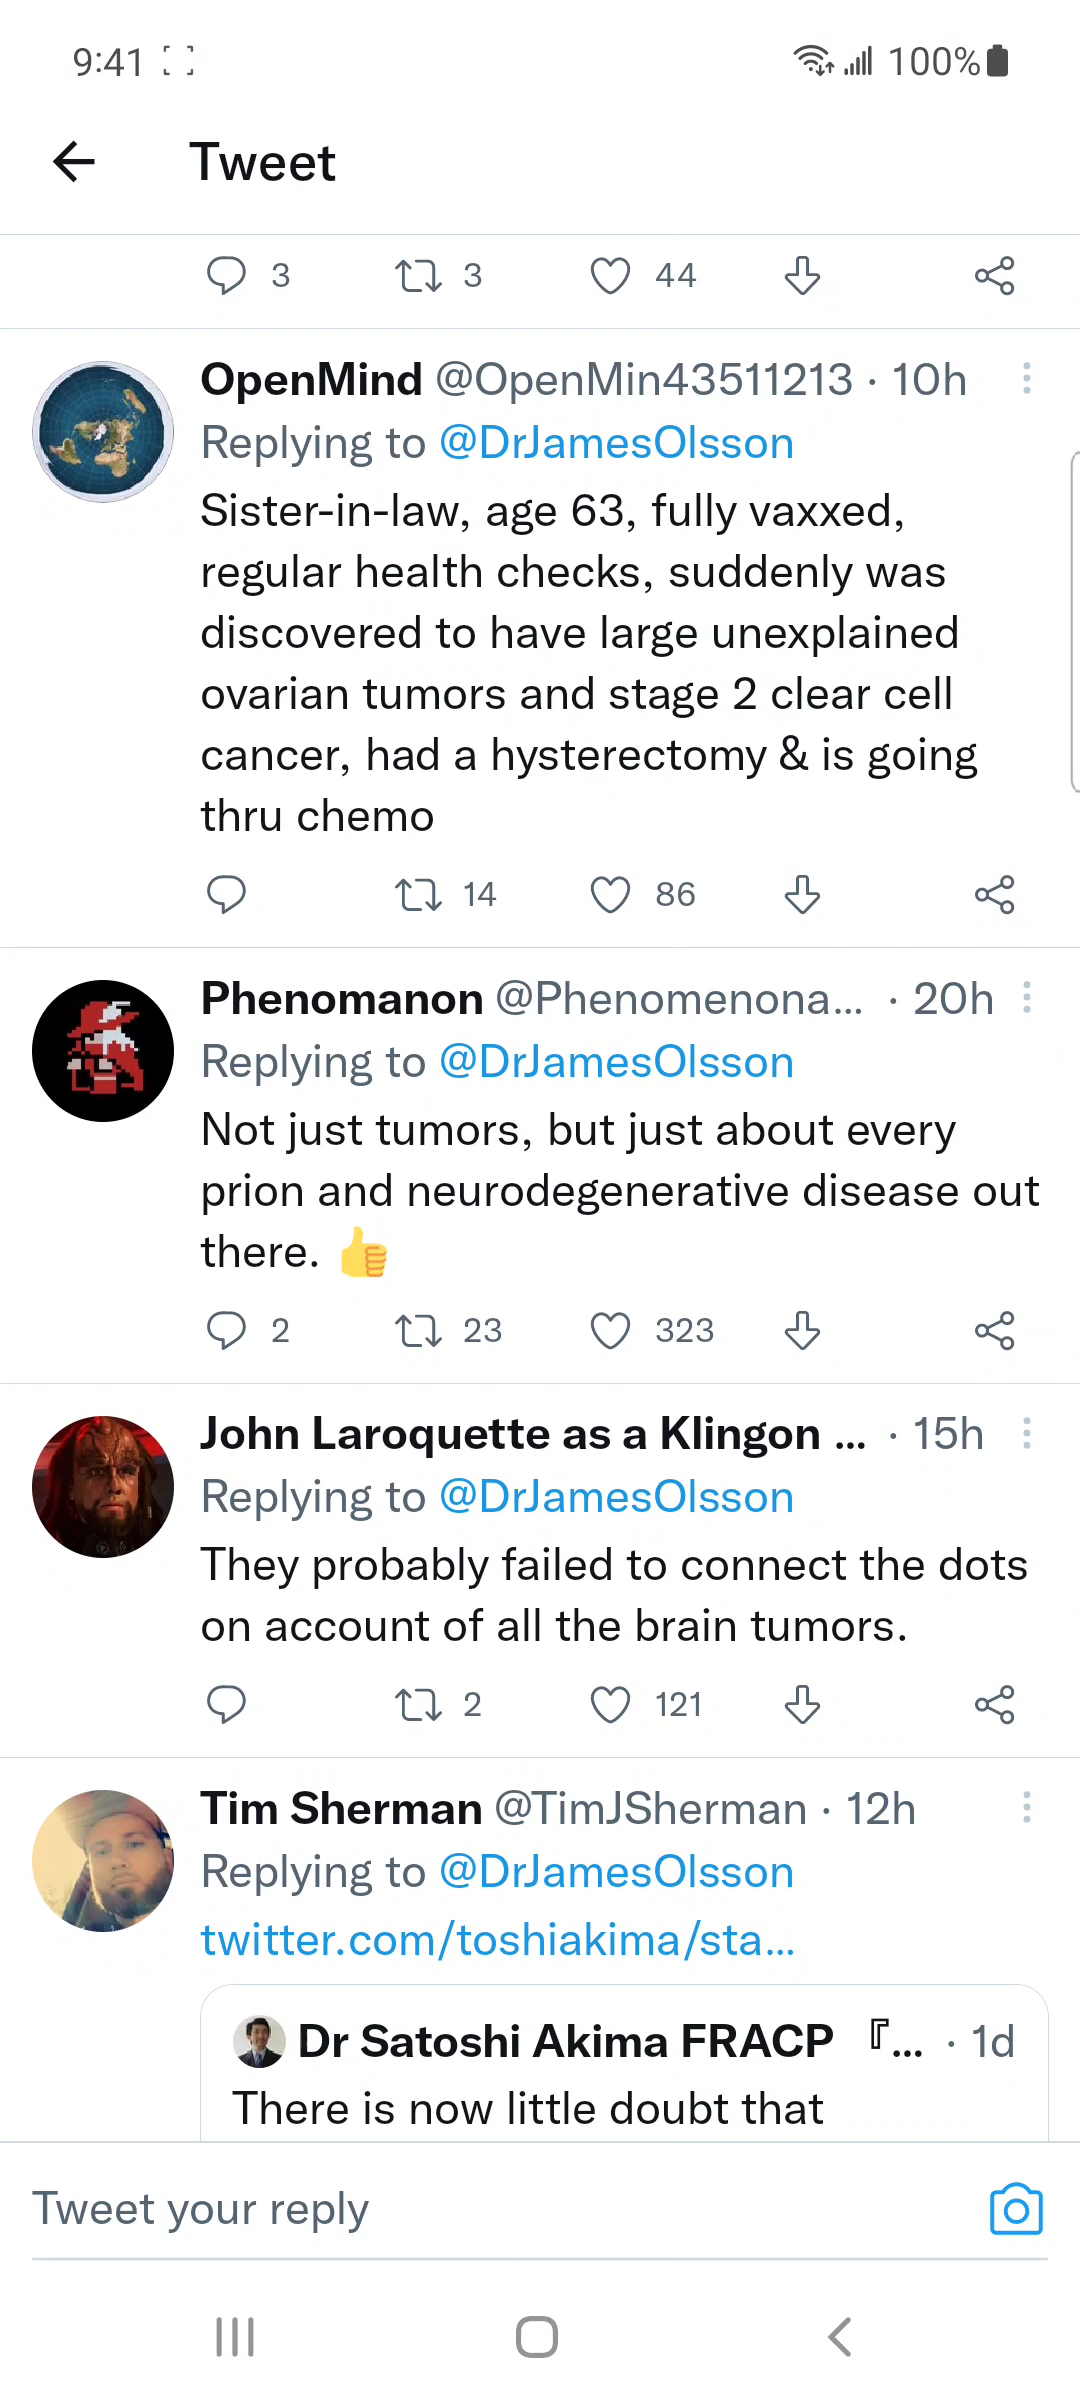 9:41
100%
Tweet
3 3 44
OpenMind @OpenMin43511213 · 10h
Replying to @DrJamesOlsson
Sister-in-law, age 63, fully vaxxed,
regular health checks, suddenly was
discovered to have large unexplained
ovarian tumors and stage 2 clear cell
cancer, had a hysterectomy & is going
thru chemo
14 86
Phenomanon @Phenomenona... · 20h
Replying to @DrJamesOlsson
Not just tumors, but just about every
prion and neurodegenerative disease out
there. 👍
2 23 323
John Laroquette as a Klingon ... · 15h
Replying to @DrJamesOlsson
They probably failed to connect the dots
on account of all the brain tumors.
2 121
Tim Sherman @TimJSherman · 12h
Replying to @DrJamesOlsson
twitter.com/toshiakima/sta...
Dr Satoshi Akima FRACP 『... · 1d
There is now little doubt that
Tweet your reply